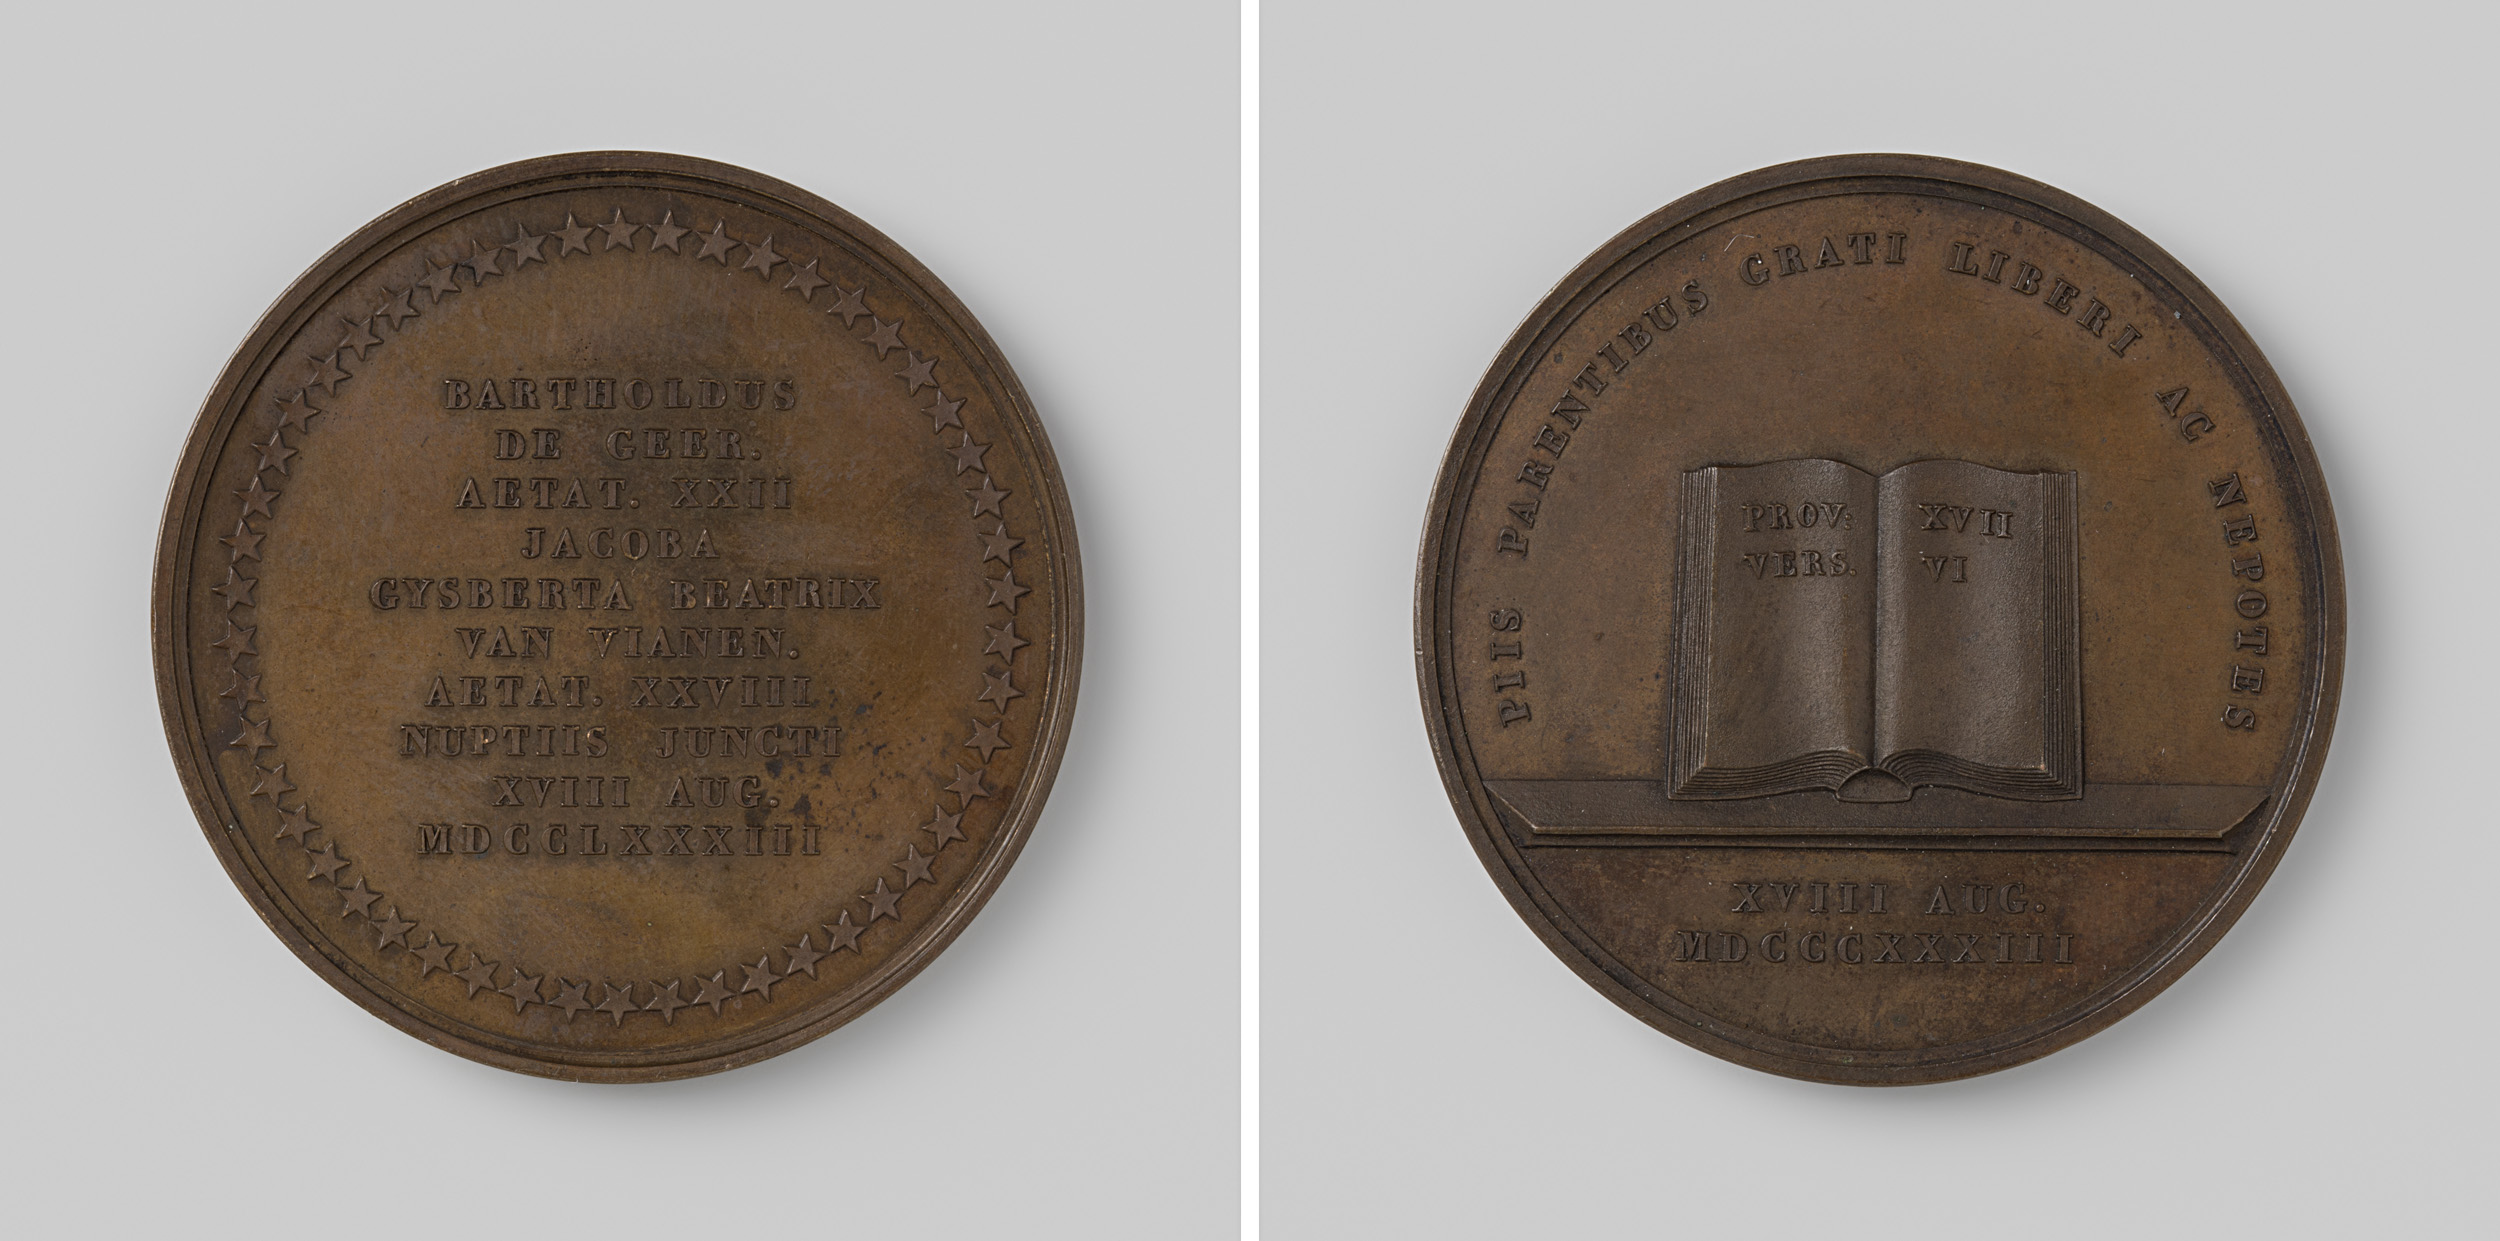 BARTHOLDUS
DE GEER.
AETAT. XXII
JACOBA
GYSBERTA BEATRIX
VAN VIANEN.
AETAT. XXVIII
NUPTIIS JUNCTI
XVIII AUG.
MDCCLXXXIII
PIIS PARENTIBUS GRATI LIBERI AC NEPOTES
PROV: XVII
VERS. VI
XVIII AUG.
MDCCCXXXIII